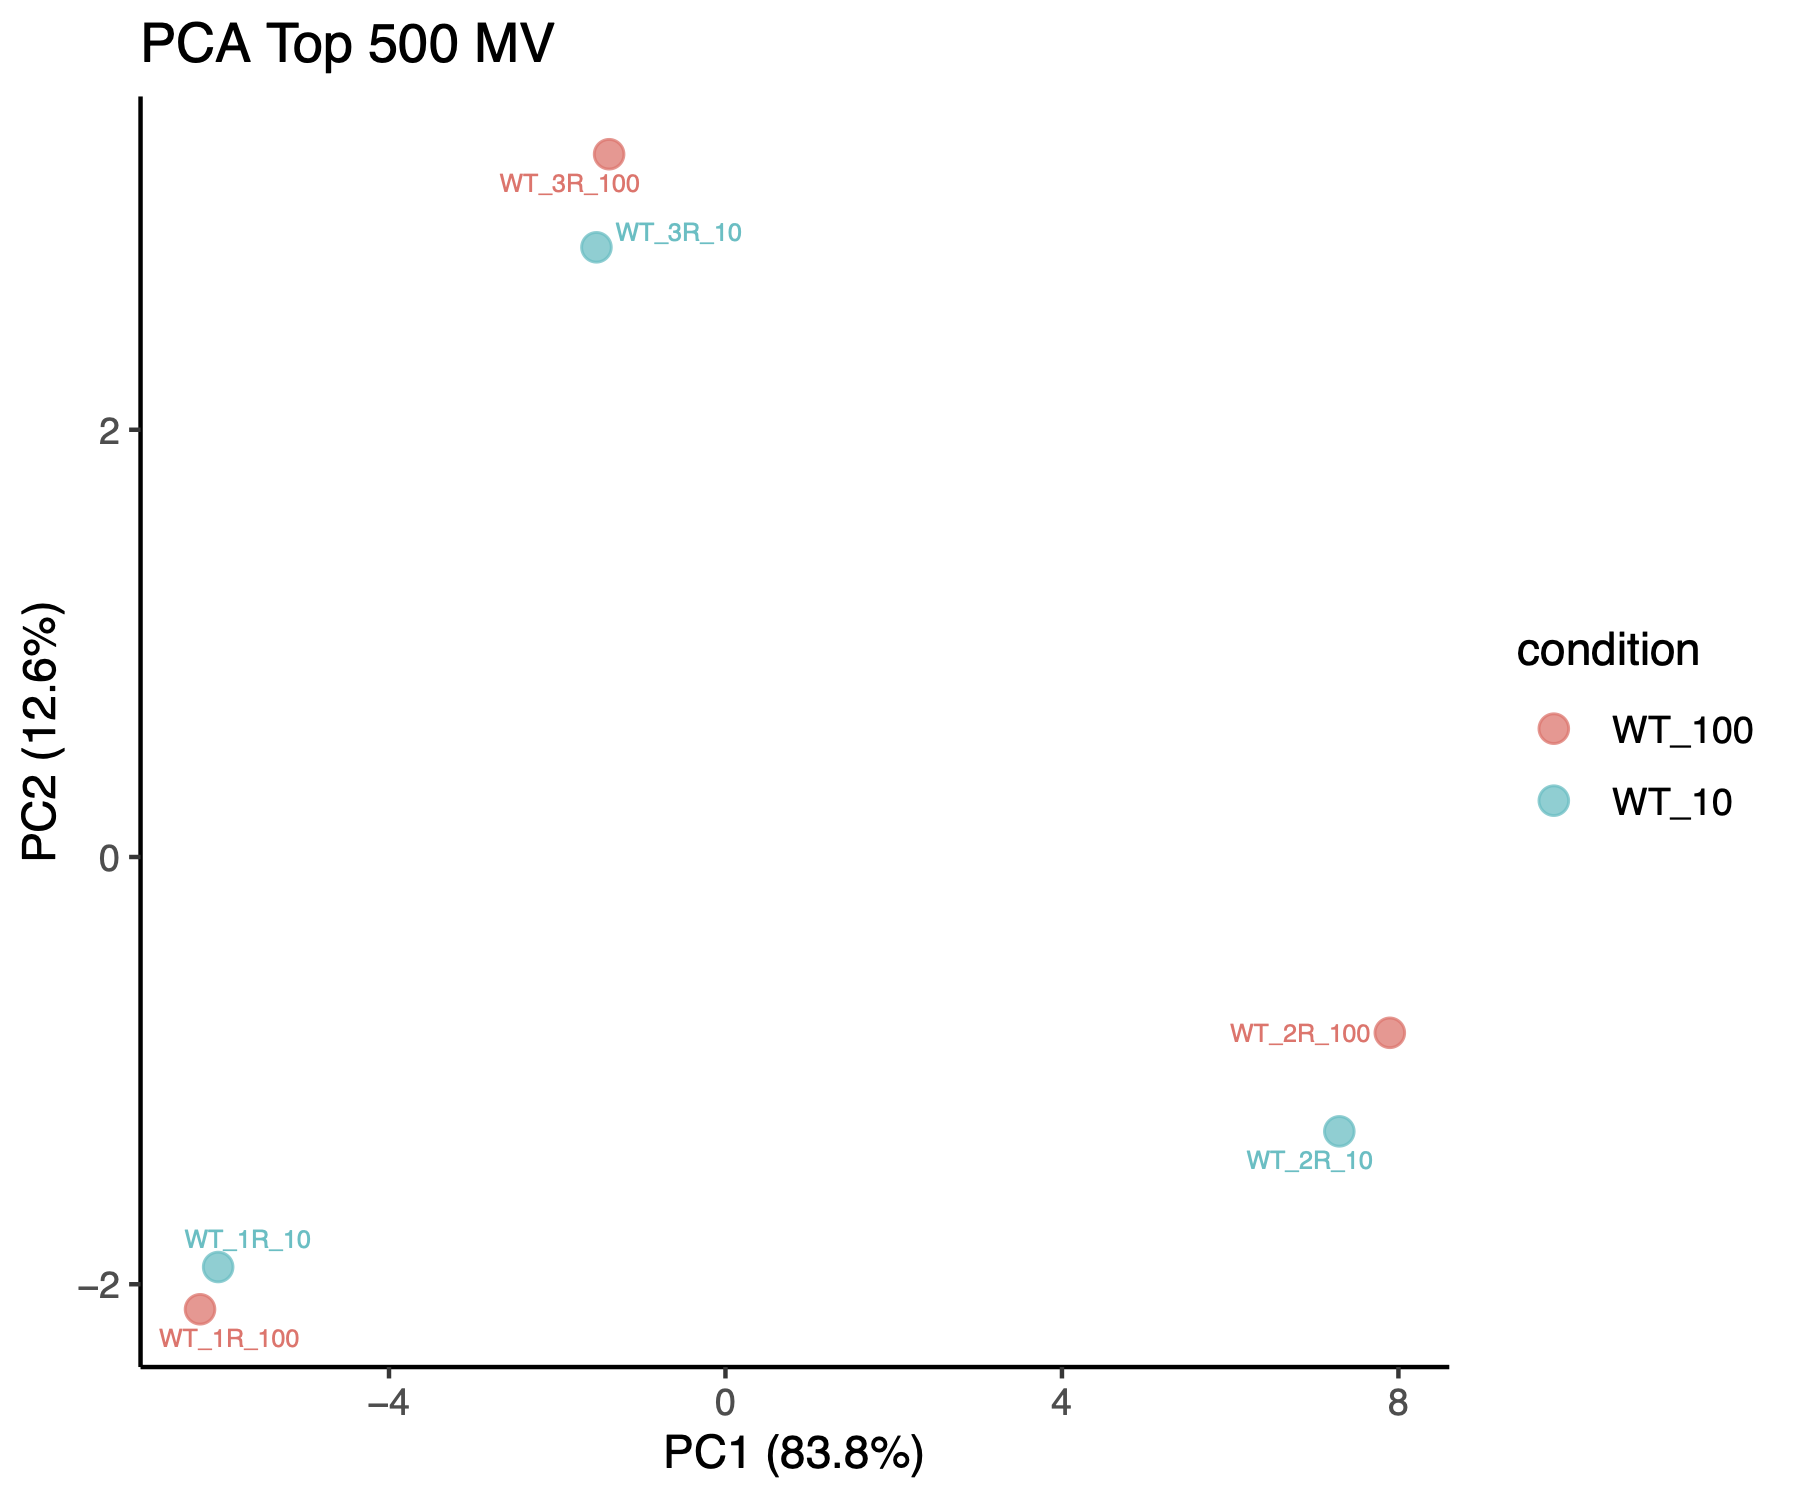 PCA Top 500 MV
WT_3R_100
WT_3R_10
2
PC2 (12.6%)
0
condition
WT_100
WT_10
WT_2R_100
WT_2R_10
WT_1R_10
−2
WT_1R_100
−4 0 4 8
PC1 (83.8%)